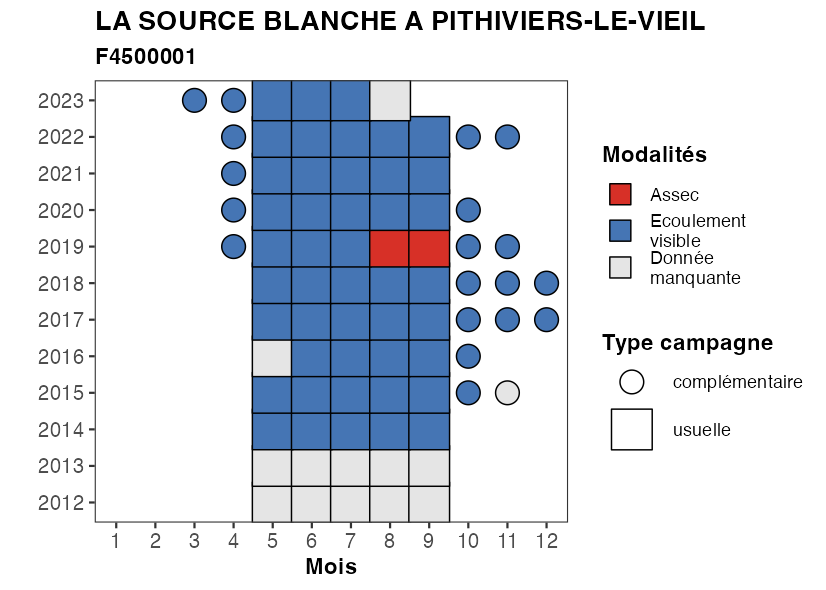 LA SOURCE BLANCHE A PITHIVIERS-LE-VIEIL
F4500001
2023
2022
2021
2020
2019
2018
2017
2016
2015
2014
2013
2012
1 2 3 4 5 6 7 8 9 10 11 12
Mois
Modalités
Assec
Ecoulement
visible
Donnée
manquante
Type campagne
complémentaire
usuelle